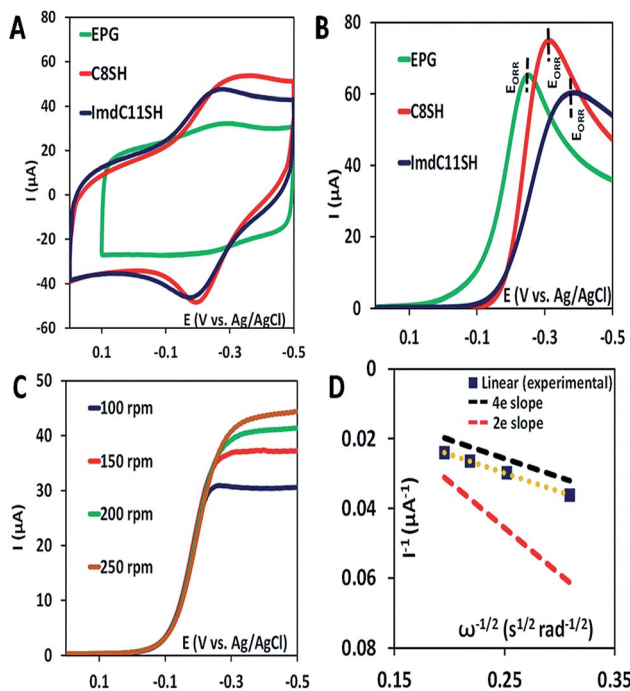 A
EPG
C8SH
ImdC11SH
I (µA)
80
60
40
20
0
-20
-40
-60
E (V vs. Ag/AgCl)
0.1 -0.1 -0.3 -0.5
B
EPG
C8SH
ImdC11SH
E_ORR
E_ORR
E_ORR
I (µA)
80
60
40
20
0
E (V vs. Ag/AgCl)
0.1 -0.1 -0.3 -0.5
C
100 rpm
150 rpm
200 rpm
250 rpm
I (µA)
50
40
30
20
10
0
E (V vs. Ag/AgCl)
0.1 -0.1 -0.3 -0.5
D
Linear (experimental)
4e slope
2e slope
I⁻¹ (µA⁻¹)
0
0.02
0.04
0.06
0.08
ω⁻¹/² (s¹/² rad⁻¹/²)
0.15 0.25 0.35